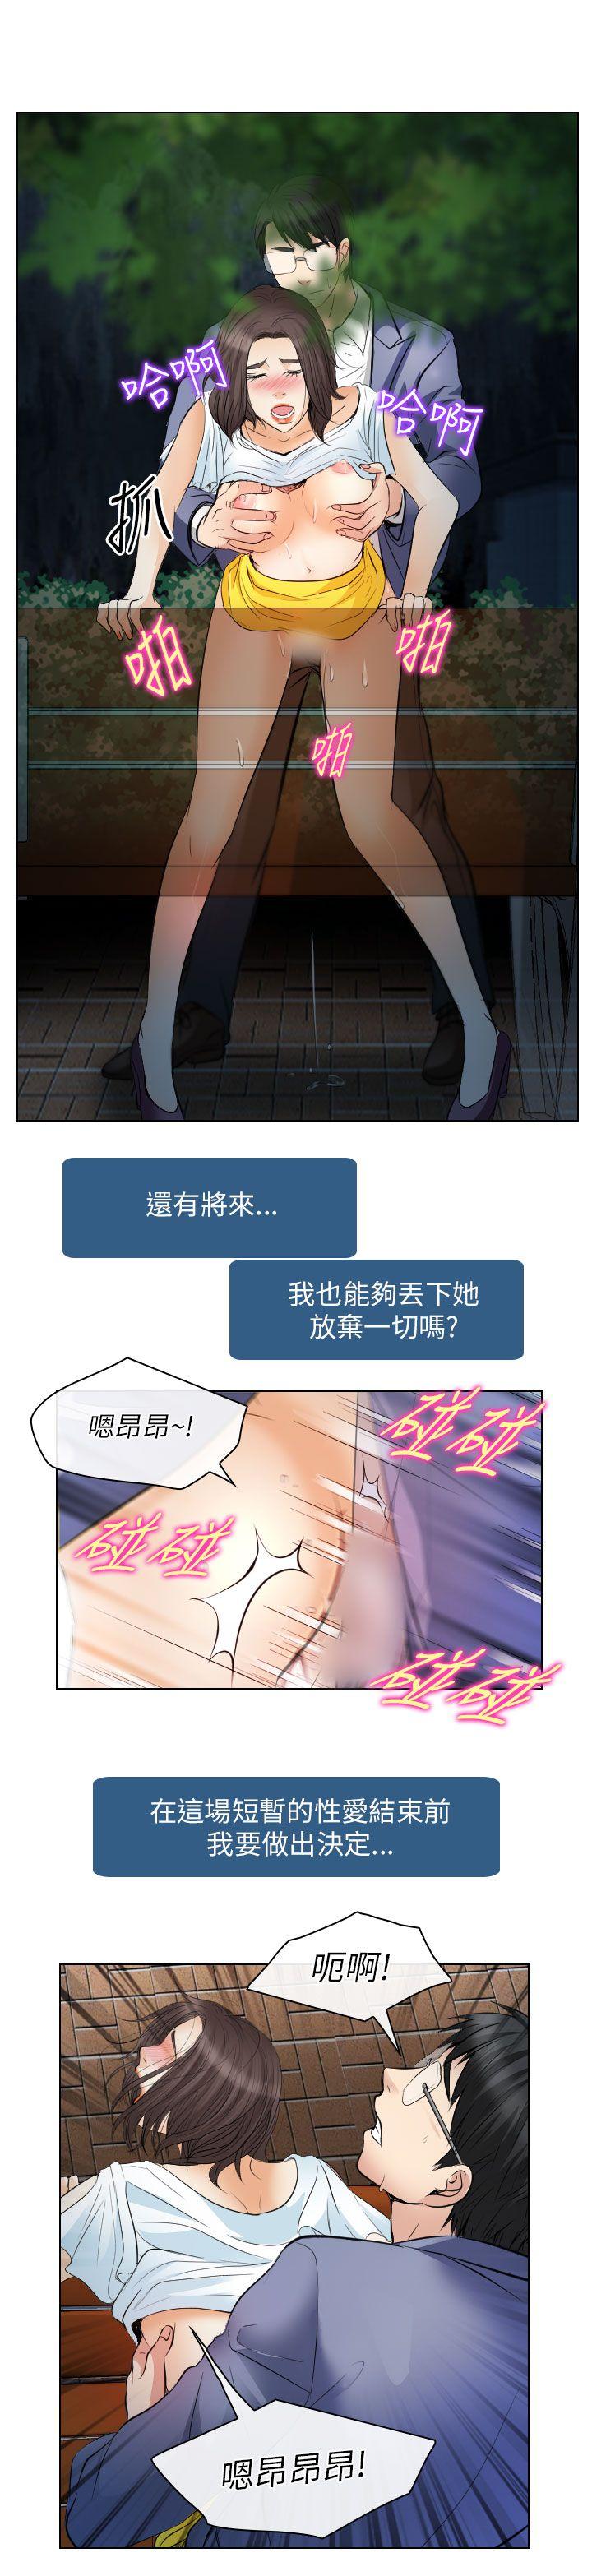 哈啊
哈啊
抓
啪
啪
啪
還有將來...
我也能夠丟下她
放棄一切嗎?
嗯昂昂~!
碰碰
碰碰
碰碰
在這場短暫的性愛結束前
我要做出決定...
呃啊!
嗯昂昂昂!